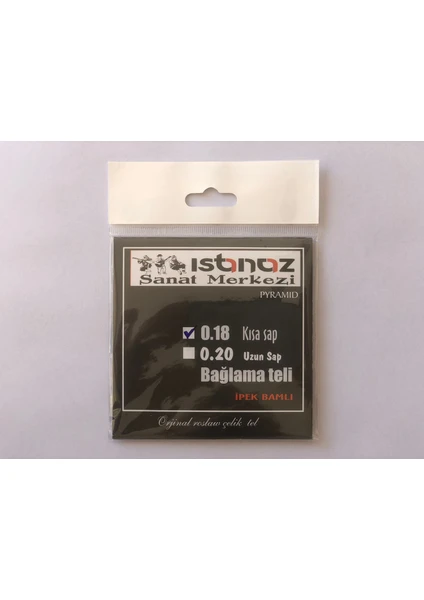 ıstanoz
Sanat Merkezi
PYRAMID
0.18 Kısa sap
0.20 Uzun Sap
Bağlama teli
İPEK BAMLI
Orjinal roslaw çelik tel